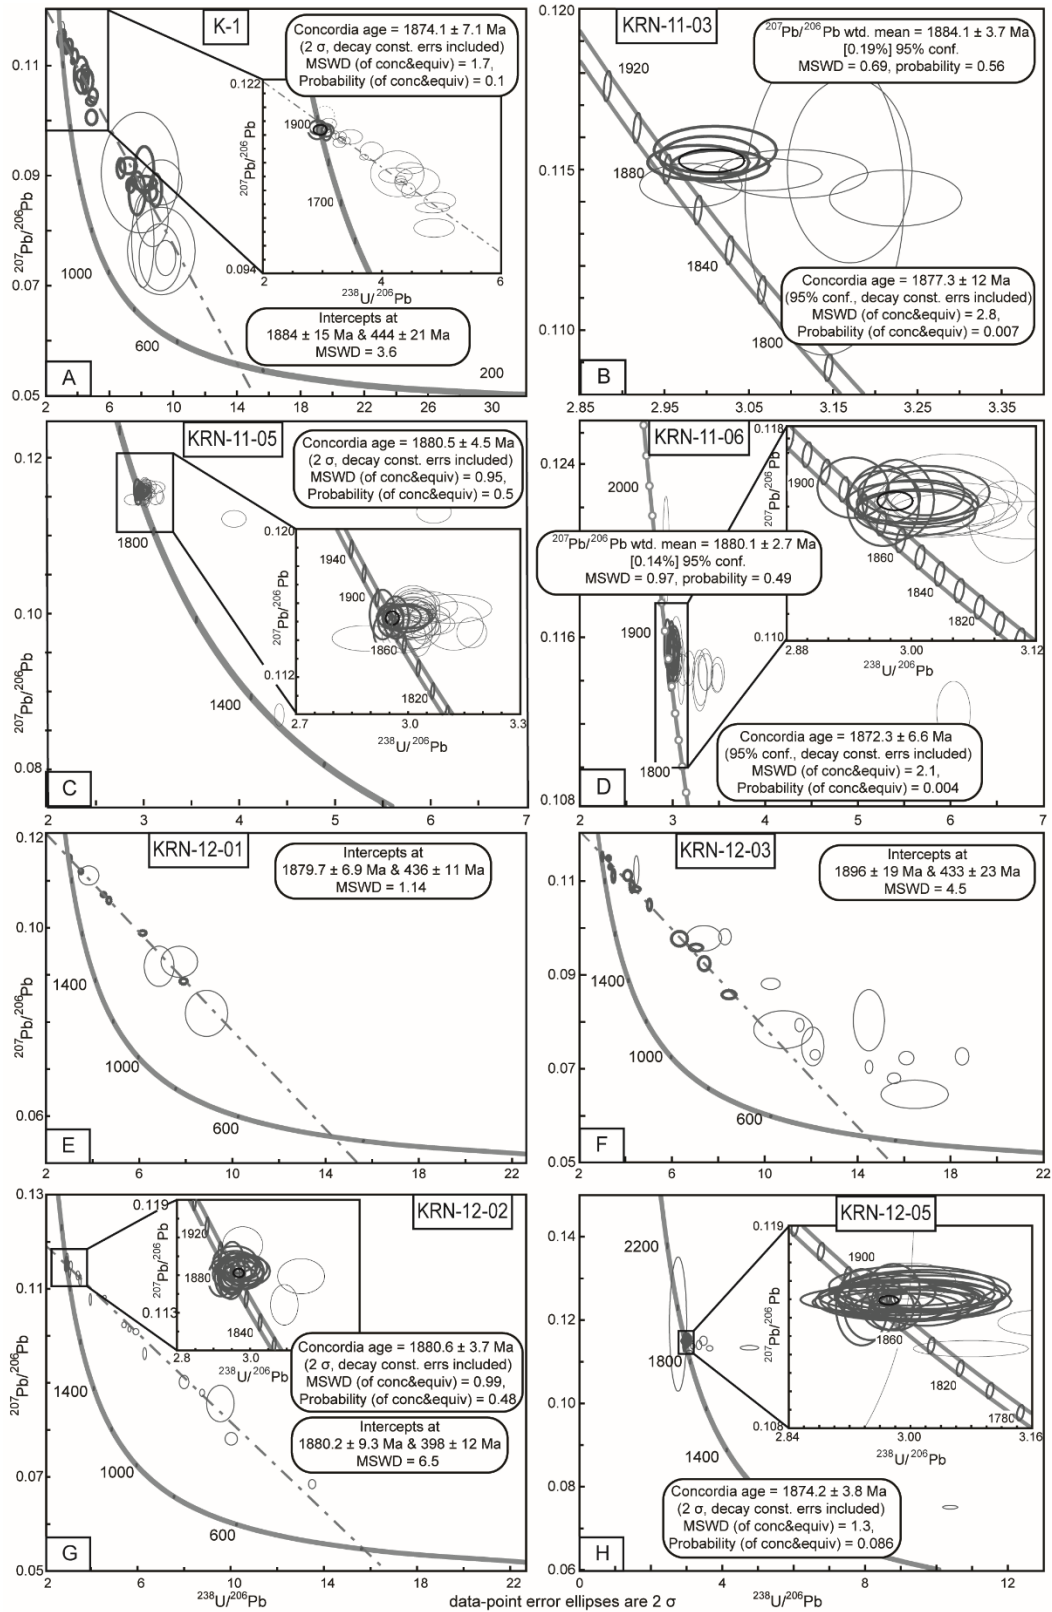 K-1
Concordia age = 1874.1 ± 7.1 Ma
(2 σ, decay const. errs included)
MSWD (of conc&equiv) = 1.7,
Probability (of conc&equiv) = 0.1
0.122
207Pb/206Pb
1900
1700
0.094
2
4
6
238U/206Pb
0.11
0.09
0.07
0.05
207Pb/206Pb
1000
600
200
Intercepts at
1884 ± 15 Ma & 444 ± 21 Ma
MSWD = 3.6
A
2
6
10
14
18
22
26
30
KRN-11-03
207Pb/206Pb wtd. mean = 1884.1 ± 3.7 Ma
[0.19%] 95% conf.
MSWD = 0.69, probability = 0.56
0.120
0.115
0.110
1920
1880
1840
1800
Concordia age = 1877.3 ± 12 Ma
(95% conf., decay const. errs included)
MSWD (of conc&equiv) = 2.8,
Probability (of conc&equiv) = 0.007
B
2.85
2.95
3.05
3.15
3.25
3.35
KRN-11-05
Concordia age = 1880.5 ± 4.5 Ma
(2 σ, decay const. errs included)
MSWD (of conc&equiv) = 0.95,
Probability (of conc&equiv) = 0.5
0.12
0.10
0.08
207Pb/206Pb
1800
1400
0.120
207Pb/206Pb
0.112
1940
1900
1860
1820
2.7
3.0
3.3
238U/206Pb
C
2
3
4
5
6
7
KRN-11-06
0.124
0.116
0.108
2000
1900
1800
207Pb/206Pb wtd. mean = 1880.1 ± 2.7 Ma
[0.14%] 95% conf.
MSWD = 0.97, probability = 0.49
0.118
207Pb/206Pb
0.110
1900
1860
1840
1820
2.88
3.00
3.12
238U/206Pb
Concordia age = 1872.3 ± 6.6 Ma
(95% conf., decay const. errs included)
MSWD (of conc&equiv) = 2.1,
Probability (of conc&equiv) = 0.004
D
2
3
4
5
6
7
KRN-12-01
Intercepts at
1879.7 ± 6.9 Ma & 436 ± 11 Ma
MSWD = 1.14
0.12
0.10
0.06
207Pb/206Pb
1400
1000
600
E
2
6
10
14
18
22
KRN-12-03
Intercepts at
1896 ± 19 Ma & 433 ± 23 Ma
MSWD = 4.5
0.11
0.09
0.07
0.05
1400
1000
600
F
2
6
10
14
18
22
KRN-12-02
0.13
0.11
0.07
0.05
207Pb/206Pb
0.119
207Pb/206Pb
0.113
1920
1880
1840
2.8
3.0
238U/206Pb
Concordia age = 1880.6 ± 3.7 Ma
(2 σ, decay const. errs included)
MSWD (of conc&equiv) = 0.99,
Probability (of conc&equiv) = 0.48
Intercepts at
1880.2 ± 9.3 Ma & 398 ± 12 Ma
MSWD = 6.5
1400
1000
600
G
2
6
10
14
18
22
238U/206Pb
KRN-12-05
0.14
0.12
0.10
0.08
0.06
2200
1800
1400
0.119
207Pb/206Pb
0.108
1900
1860
1820
1780
2.84
3.00
3.16
238U/206Pb
Concordia age = 1874.2 ± 3.8 Ma
(2 σ, decay const. errs included)
MSWD (of conc&equiv) = 1.3,
Probability (of conc&equiv) = 0.086
H
0
4
8
12
238U/206Pb
data-point error ellipses are 2 σ